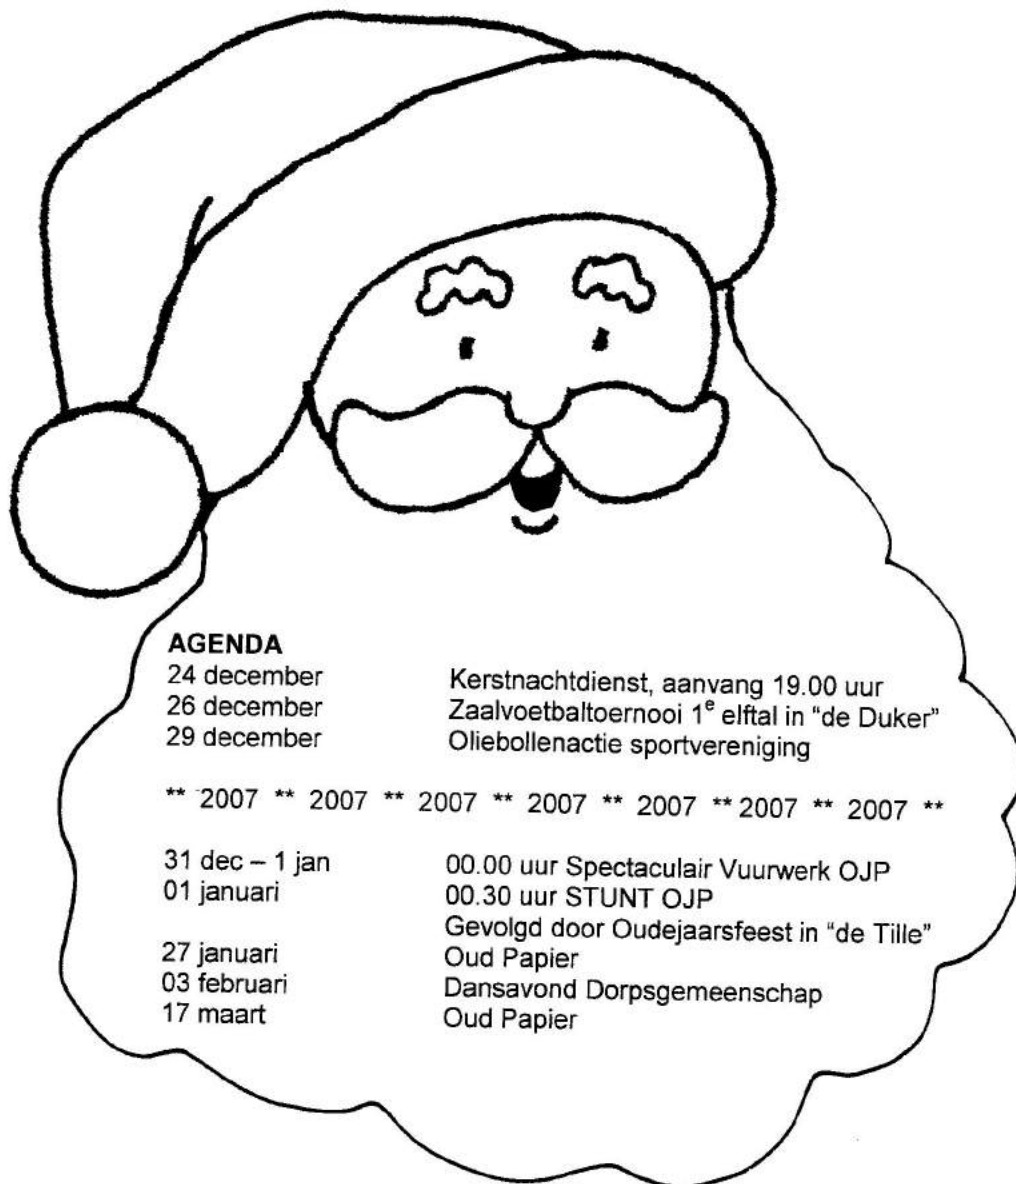 AGENDA
24 december Kerstnachtdienst, aanvang 19.00 uur
26 december Zaalvoetbaltoernooi 1e elftal in “de Duker”
29 december Oliebollenactie sportvereniging
** 2007 ** 2007 ** 2007 ** 2007 ** 2007 ** 2007 ** 2007 **
31 dec – 1 jan 00.00 uur Spectaculair Vuurwerk OJP
01 januari 00.30 uur STUNT OJP
Gevolgd door Oudejaarsfeest in “de Tille”
27 januari Oud Papier
03 februari Dansavond Dorpsgemeenschap
17 maart Oud Papier